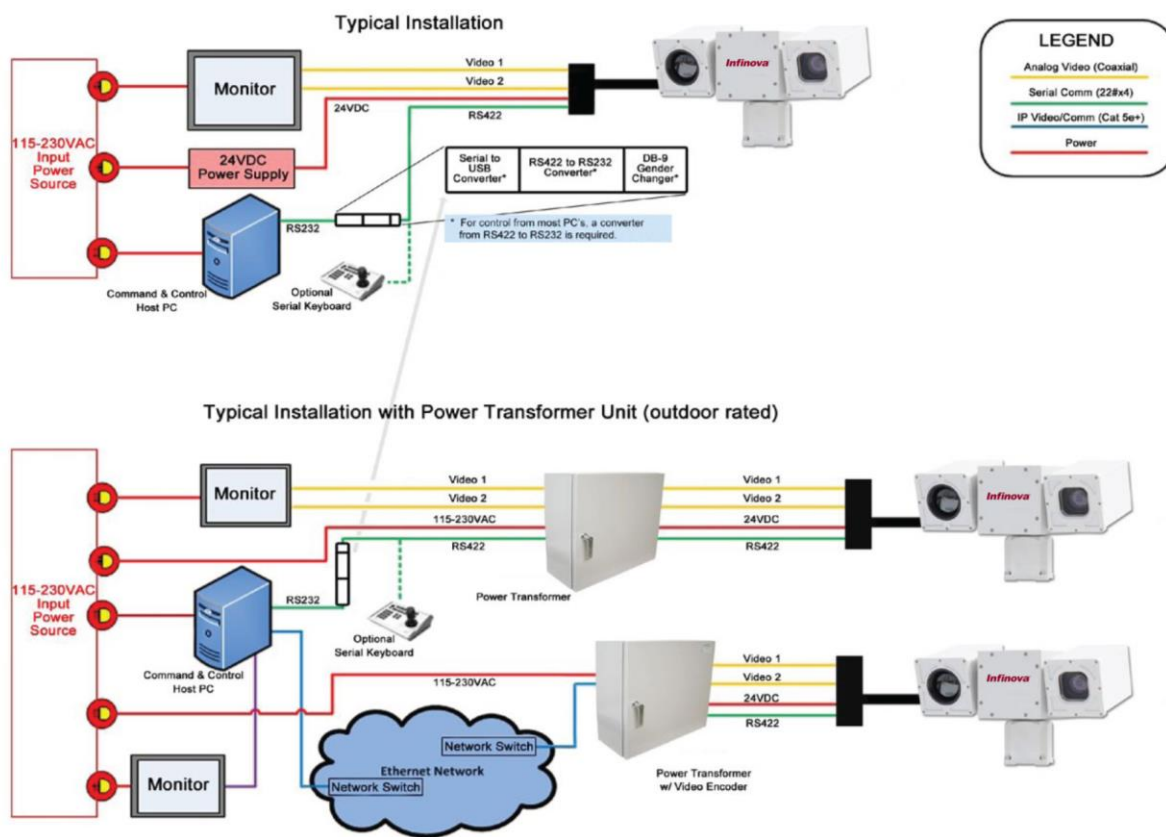 Typical Installation
115-230VAC
Input
Power
Source
Monitor
24VDC
Power Supply
Video 1
Video 2
24VDC
RS422
Infinova
RS232
Command & Control
Host PC
Optional
Serial Keyboard
Serial to
USB
Converter*
RS422 to RS232
Converter*
DB-9
Gender
Changer*
* For control from most PC's, a converter
from RS422 to RS232 is required.
LEGEND
Analog Video (Coaxial)
Serial Comm (22#x4)
IP Video/Comm (Cat 5e+)
Power
Typical Installation with Power Transformer Unit (outdoor rated)
115-230VAC
Input
Power
Source
Monitor
Video 1
Video 2
115-230VAC
RS422
RS232
Command & Control
Host PC
Optional
Serial Keyboard
Power Transformer
Video 1
Video 2
24VDC
RS422
Infinova
115-230VAC
Monitor
Network Switch
Ethernet Network
Network Switch
Power Transformer
w/ Video Encoder
Video 1
Video 2
24VDC
RS422
Infinova